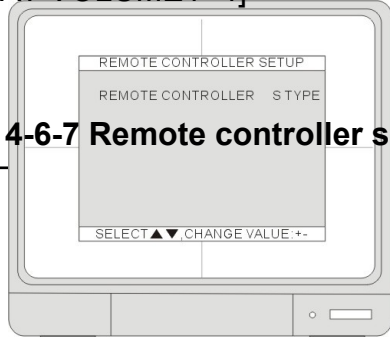 REMOTE CONTROLLER SETUP
REMOTE CONTROLLER S TYPE
4-6-7 Remote controller s
SELECT▲▼,CHANGE VALUE:+-